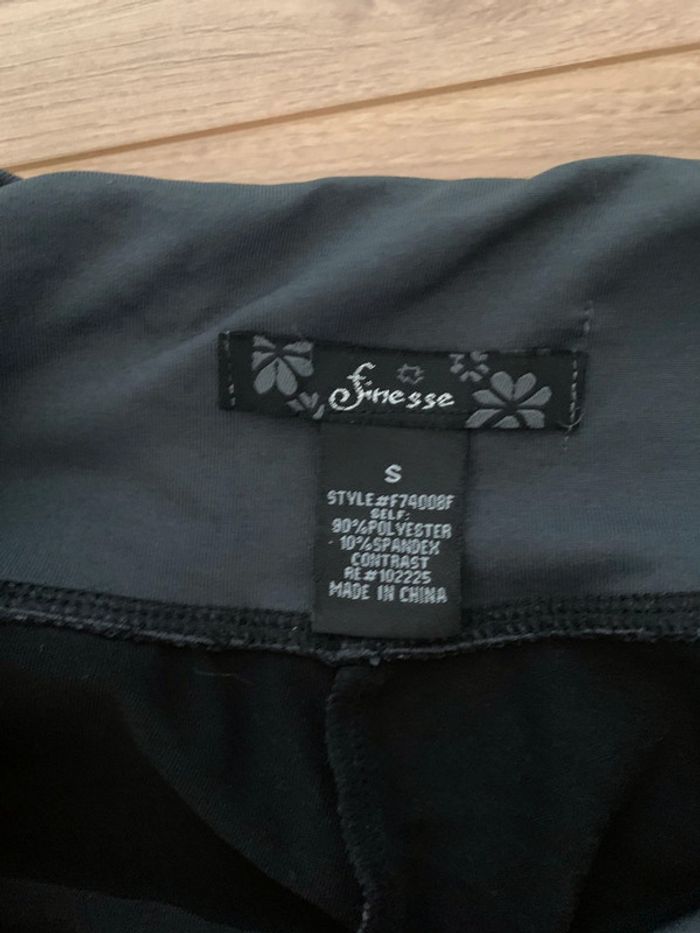 finesse
S
STYLE#F74008F
SELF:
90%POLYESTER
10%SPANDEX
CONTRAST
RE#102225
MADE IN CHINA